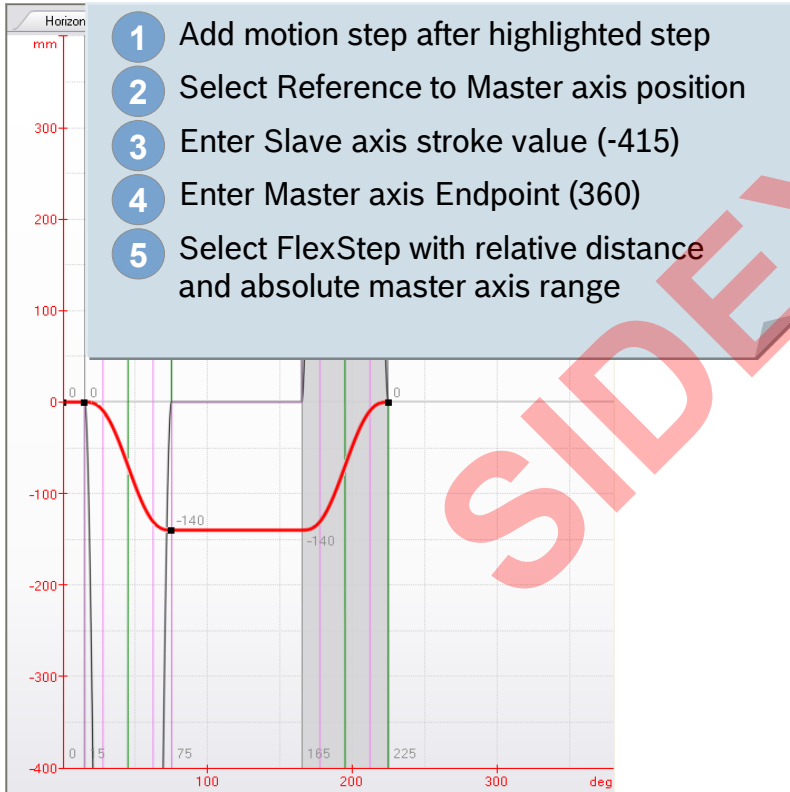 Horizon
mm
1 Add motion step after highlighted step
2 Select Reference to Master axis position
3 Enter Slave axis stroke value (-415)
4 Enter Master axis Endpoint (360)
5 Select FlexStep with relative distance
and absolute master axis range
300
200
100
0
-100
-200
-300
-400
0 0
0
-140
-140
0 15 75 165 225
100 200 300 deg